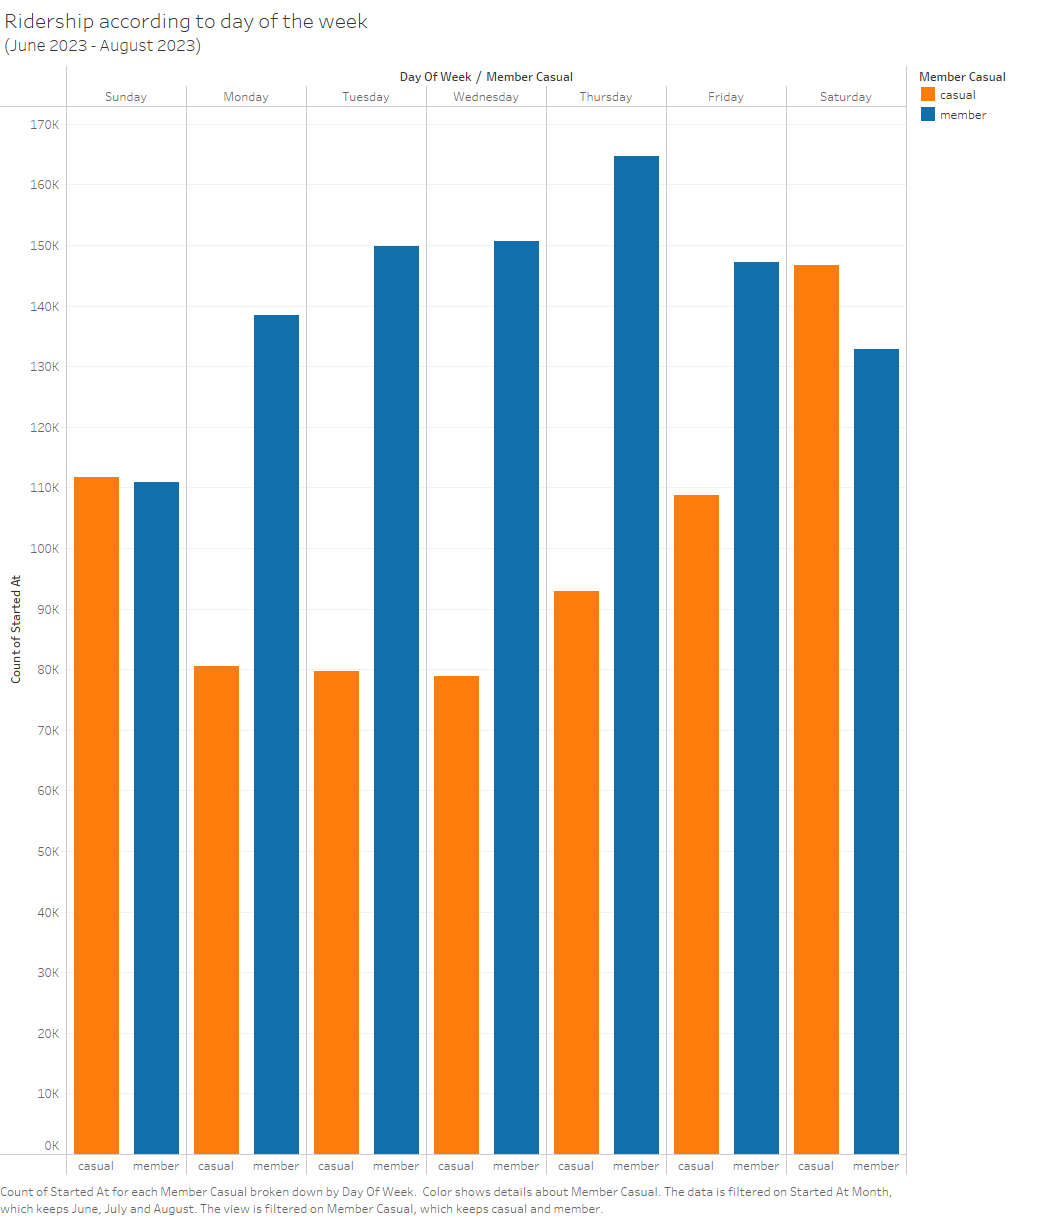 Ridership according to day of the week
(June 2023 - August 2023)
Day Of Week / Member Casual
Sunday Monday Tuesday Wednesday Thursday Friday Saturday
Member Casual
casual
member
170K
160K
150K
140K
130K
120K
110K
100K
90K
80K
70K
60K
50K
40K
30K
20K
10K
0K
Count of Started At
casual member casual member casual member casual member casual member casual member casual member
Count of Started At for each Member Casual broken down by Day Of Week. Color shows details about Member Casual. The data is filtered on Started At Month,
which keeps June, July and August. The view is filtered on Member Casual, which keeps casual and member.